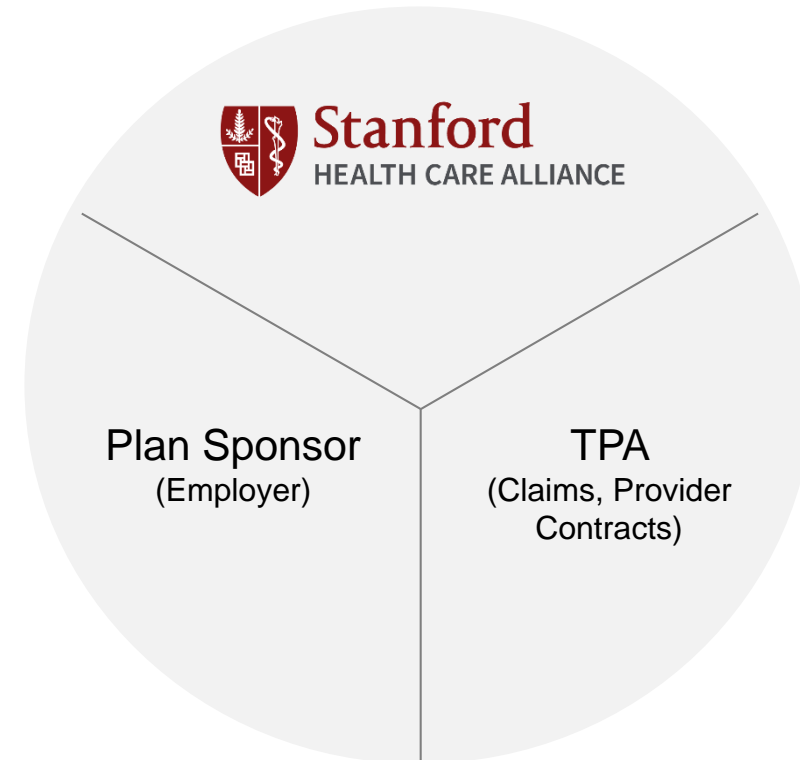 Stanford
HEALTH CARE ALLIANCE
Plan Sponsor
(Employer)
TPA
(Claims, Provider
Contracts)